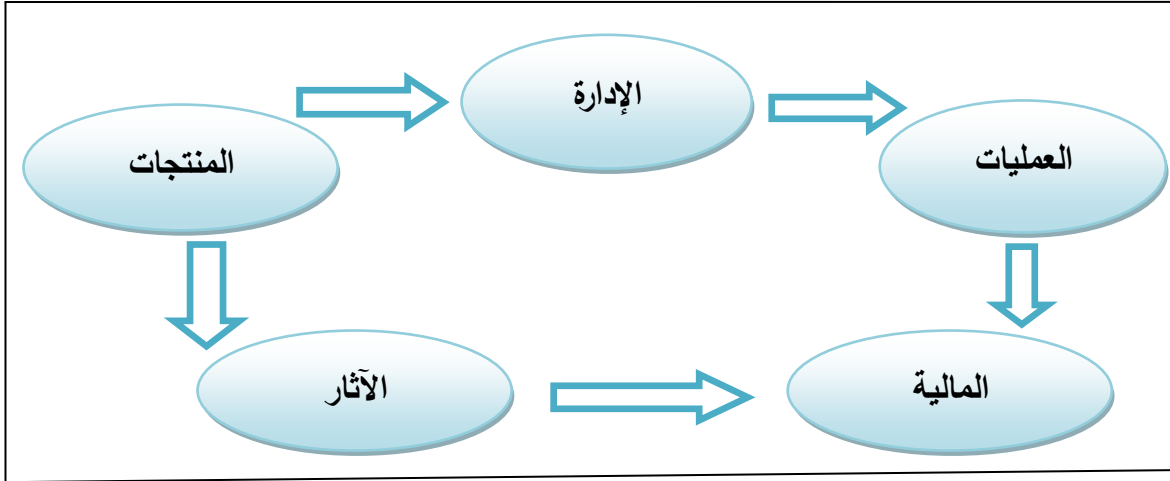 الإدارة
العمليات
المنتجات
المالية
الآثار